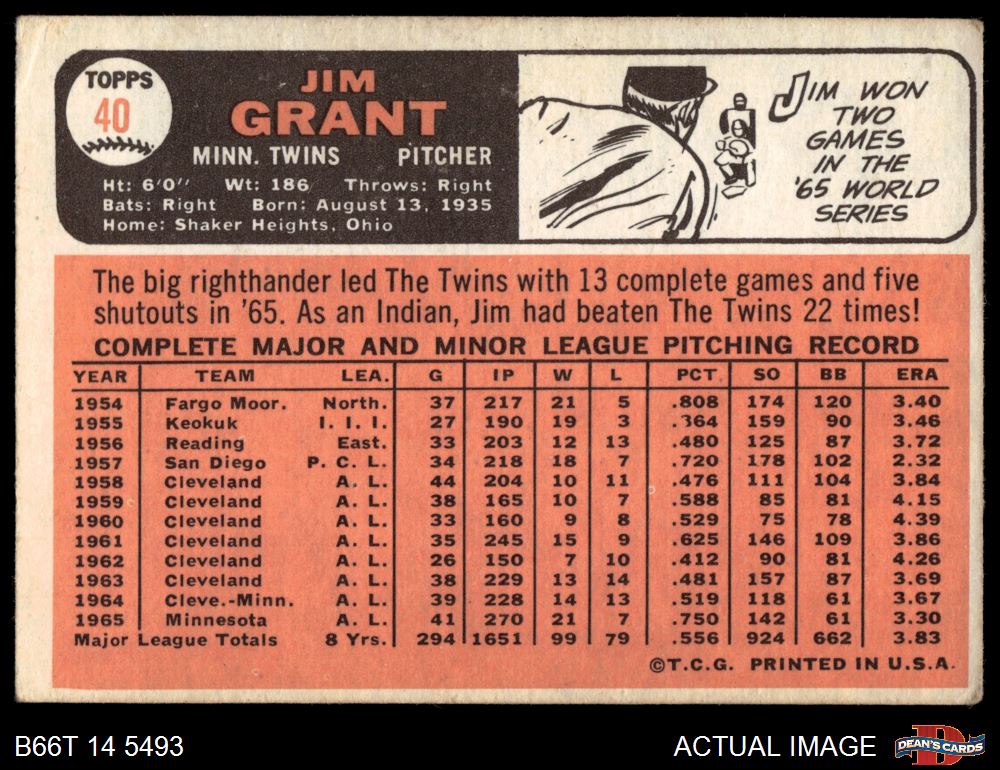 TOPPS
40
JIM
GRANT
MINN. TWINS PITCHER
Ht: 6'0" Wt: 186 Throws: Right
Bats: Right Born: August 13, 1935
Home: Shaker Heights, Ohio
JIM WON
TWO
GAMES
IN THE
'65 WORLD
SERIES
The big righthander led The Twins with 13 complete games and five
shutouts in '65. As an Indian, Jim had beaten The Twins 22 times!
COMPLETE MAJOR AND MINOR LEAGUE PITCHING RECORD
YEAR TEAM LEA. G IP W L PCT SO BB ERA
1954 Fargo Moor. North. 37 217 21 5 .808 174 120 3.40
1955 Keokuk I. I. I. 27 190 19 3 .364 159 90 3.46
1956 Reading East. 33 203 12 13 .480 125 87 3.72
1957 San Diego P. C. L. 34 218 18 7 .720 178 102 2.32
1958 Cleveland A. L. 44 204 10 11 .476 111 104 3.84
1959 Cleveland A. L. 38 165 10 7 .588 85 81 4.15
1960 Cleveland A. L. 33 160 9 8 .529 75 78 4.39
1961 Cleveland A. L. 35 245 15 9 .625 146 109 3.86
1962 Cleveland A. L. 26 150 7 10 .412 90 81 4.26
1963 Cleveland A. L. 38 229 13 14 .481 157 87 3.69
1964 Cleve.-Minn. A. L. 39 228 14 13 .519 118 61 3.67
1965 Minnesota A. L. 41 270 21 7 .750 142 61 3.30
Major League Totals 8 Yrs. 294 1651 99 79 .556 924 662 3.83
©T.C.G. PRINTED IN U.S.A.
B66T 14 5493 ACTUAL IMAGE DEAN'S CARDS